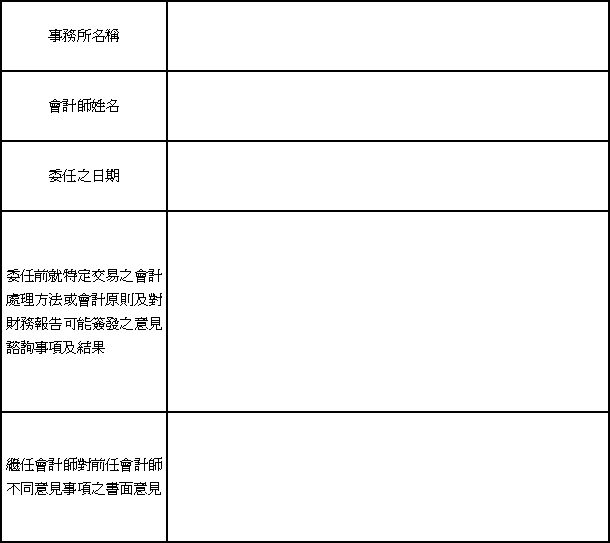 事務所名稱
會計師姓名
委任之日期
委任前就特定交易之會計
處理方法或會計原則及對
財務報告可能簽發之意見
諮詢事項及結果
繼任會計師對前任會計師
不同意見事項之書面意見